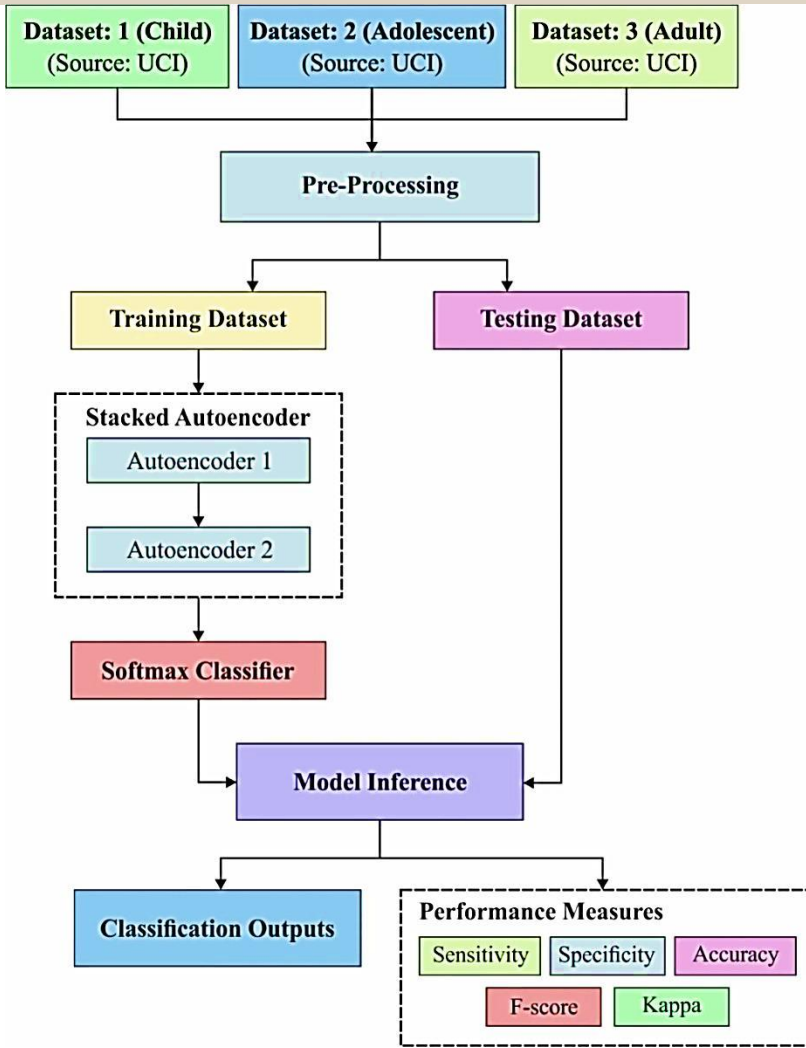 Dataset: 1 (Child)
(Source: UCI)
Dataset: 2 (Adolescent)
(Source: UCI)
Dataset: 3 (Adult)
(Source: UCI)
Pre-Processing
Training Dataset
Testing Dataset
Stacked Autoencoder
Autoencoder 1
Autoencoder 2
Softmax Classifier
Model Inference
Classification Outputs
Performance Measures
Sensitivity
Specificity
Accuracy
F-score
Kappa